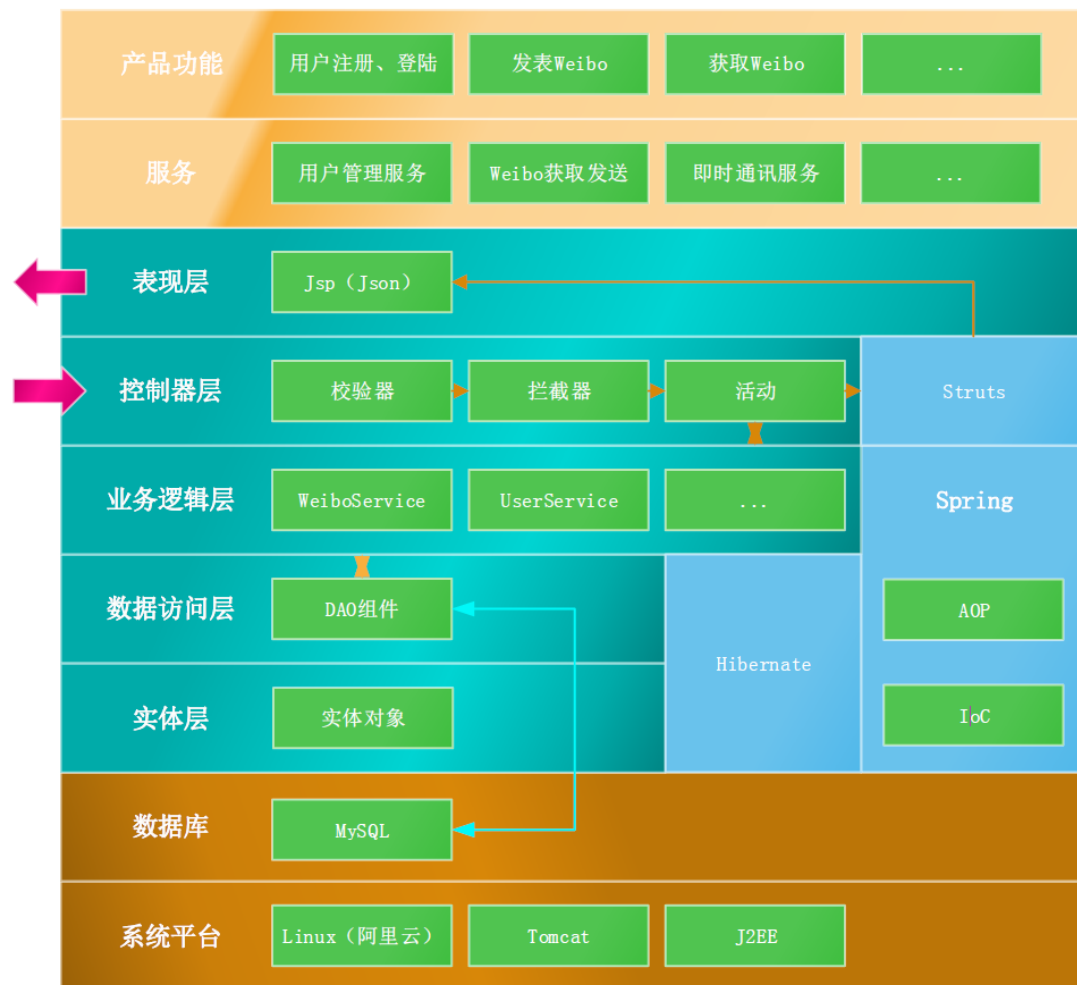 产品功能
用户注册、登陆
发表Weibo
获取Weibo
...
服务
用户管理服务
Weibo获取发送
即时通讯服务
...
表现层
Jsp（Json）
控制器层
校验器
拦截器
活动
Struts
业务逻辑层
WeiboService
UserService
...
Spring
数据访问层
DAO组件
Hibernate
AOP
实体层
实体对象
IoC
数据库
MySQL
系统平台
Linux（阿里云）
Tomcat
J2EE